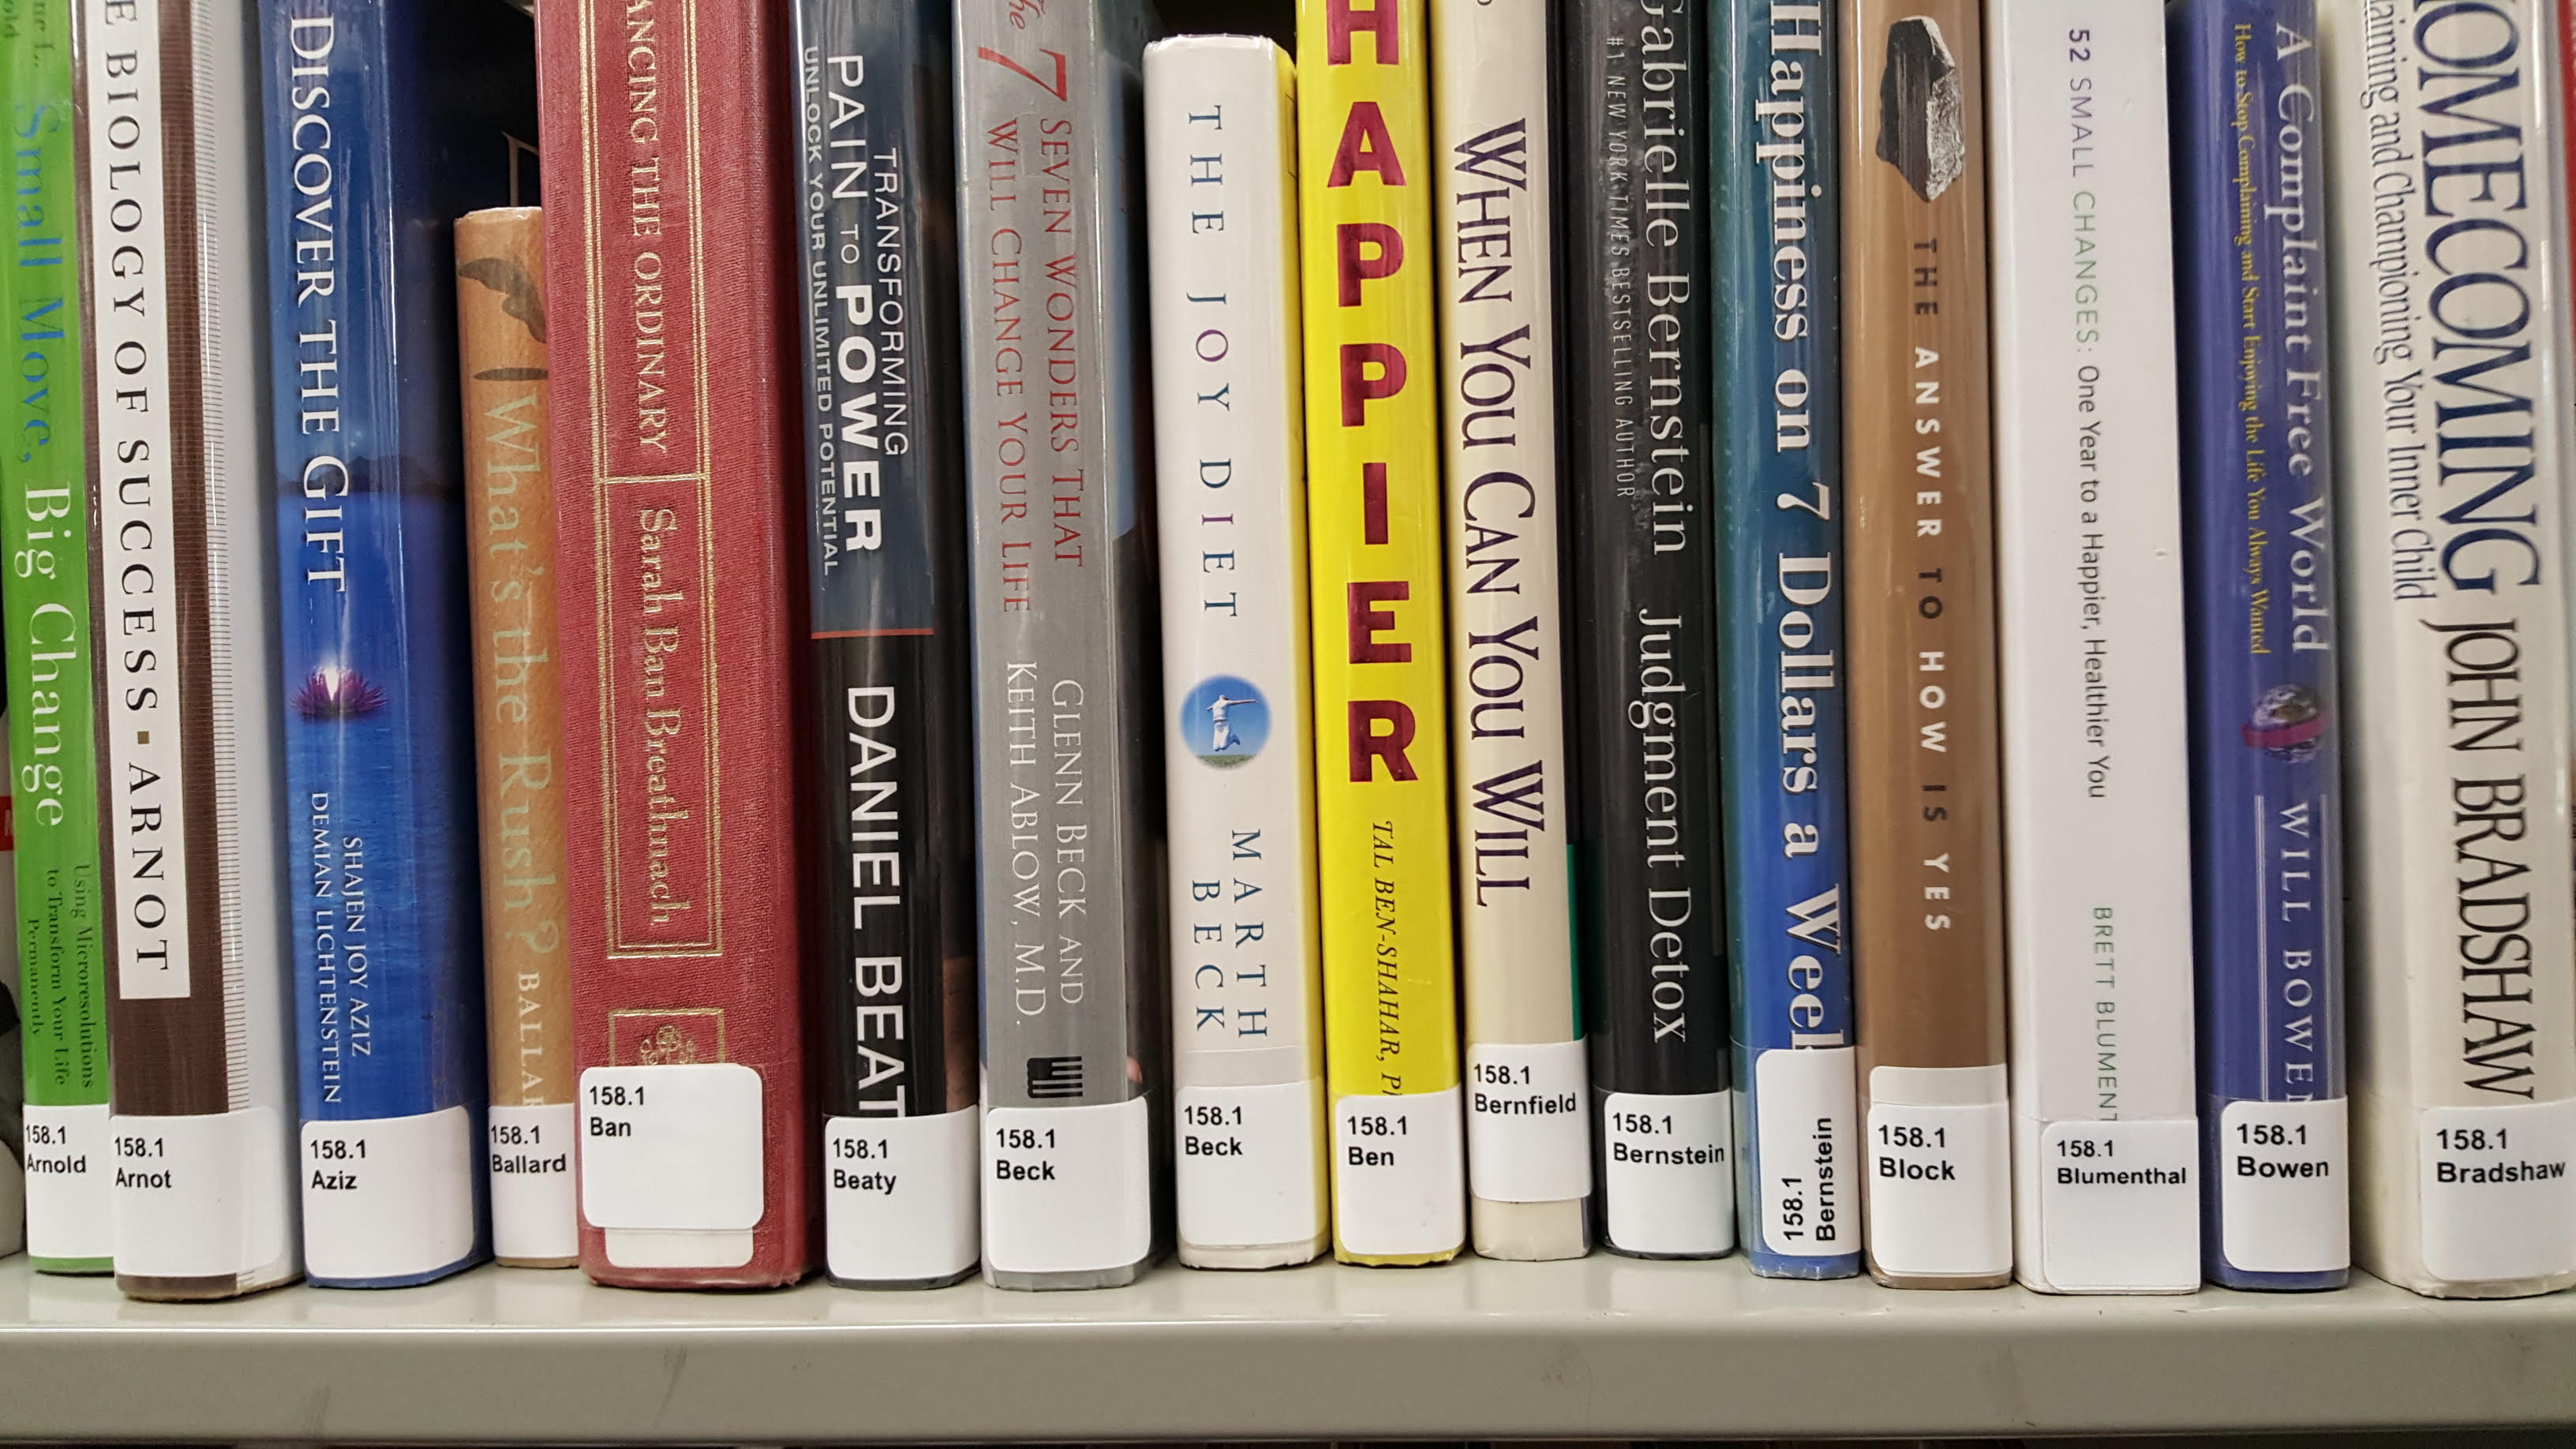 Small Move, Big Change
Using Microresolutions
to Transform Your Life
Permanently
158.1
Arnold
BIOLOGY OF SUCCESS ▪ ARNOT
158.1
Arnot
DISCOVER THE GIFT
SHAJEN JOY AZIZ
DEMIAN LICHTENSTEIN
158.1
Aziz
What's the Rush?
158.1
Ballard
THE ORDINARY
Sarah Ban Breathnach
158.1
Ban
TRANSFORMING
PAIN TO POWER
UNLOCK YOUR UNLIMITED POTENTIAL
DANIEL
158.1
Beaty
The 7
SEVEN WONDERS THAT
WILL CHANGE YOUR LIFE
GLENN BECK AND
KEITH ABLOW, M.D.
158.1
Beck
THE JOY DIET
MARTH
BECK
158.1
Beck
HAPPIER
TAL BEN-SHAHAR,
158.1
Ben
WHEN YOU CAN YOU WILL
158.1
Bernfield
Gabrielle Bernstein Judgment Detox
#1 NEW YORK TIMES BESTSELLING AUTHOR
158.1
Bernstein
Happiness on 7 Dollars a Week
158.1
Bernstein
THE ANSWER TO HOW IS YES
158.1
Block
52 SMALL CHANGES: One Year to a Happier, Healthier You
BRETT BLUMENT
158.1
Blumenthal
A Complaint Free World
How to Stop Complaining and Start Enjoying the Life You Always Wanted
WILL BOWEN
158.1
Bowen
HOMECOMING JOHN BRADSHAW
and Championing Your Inner Child
158.1
Bradshaw